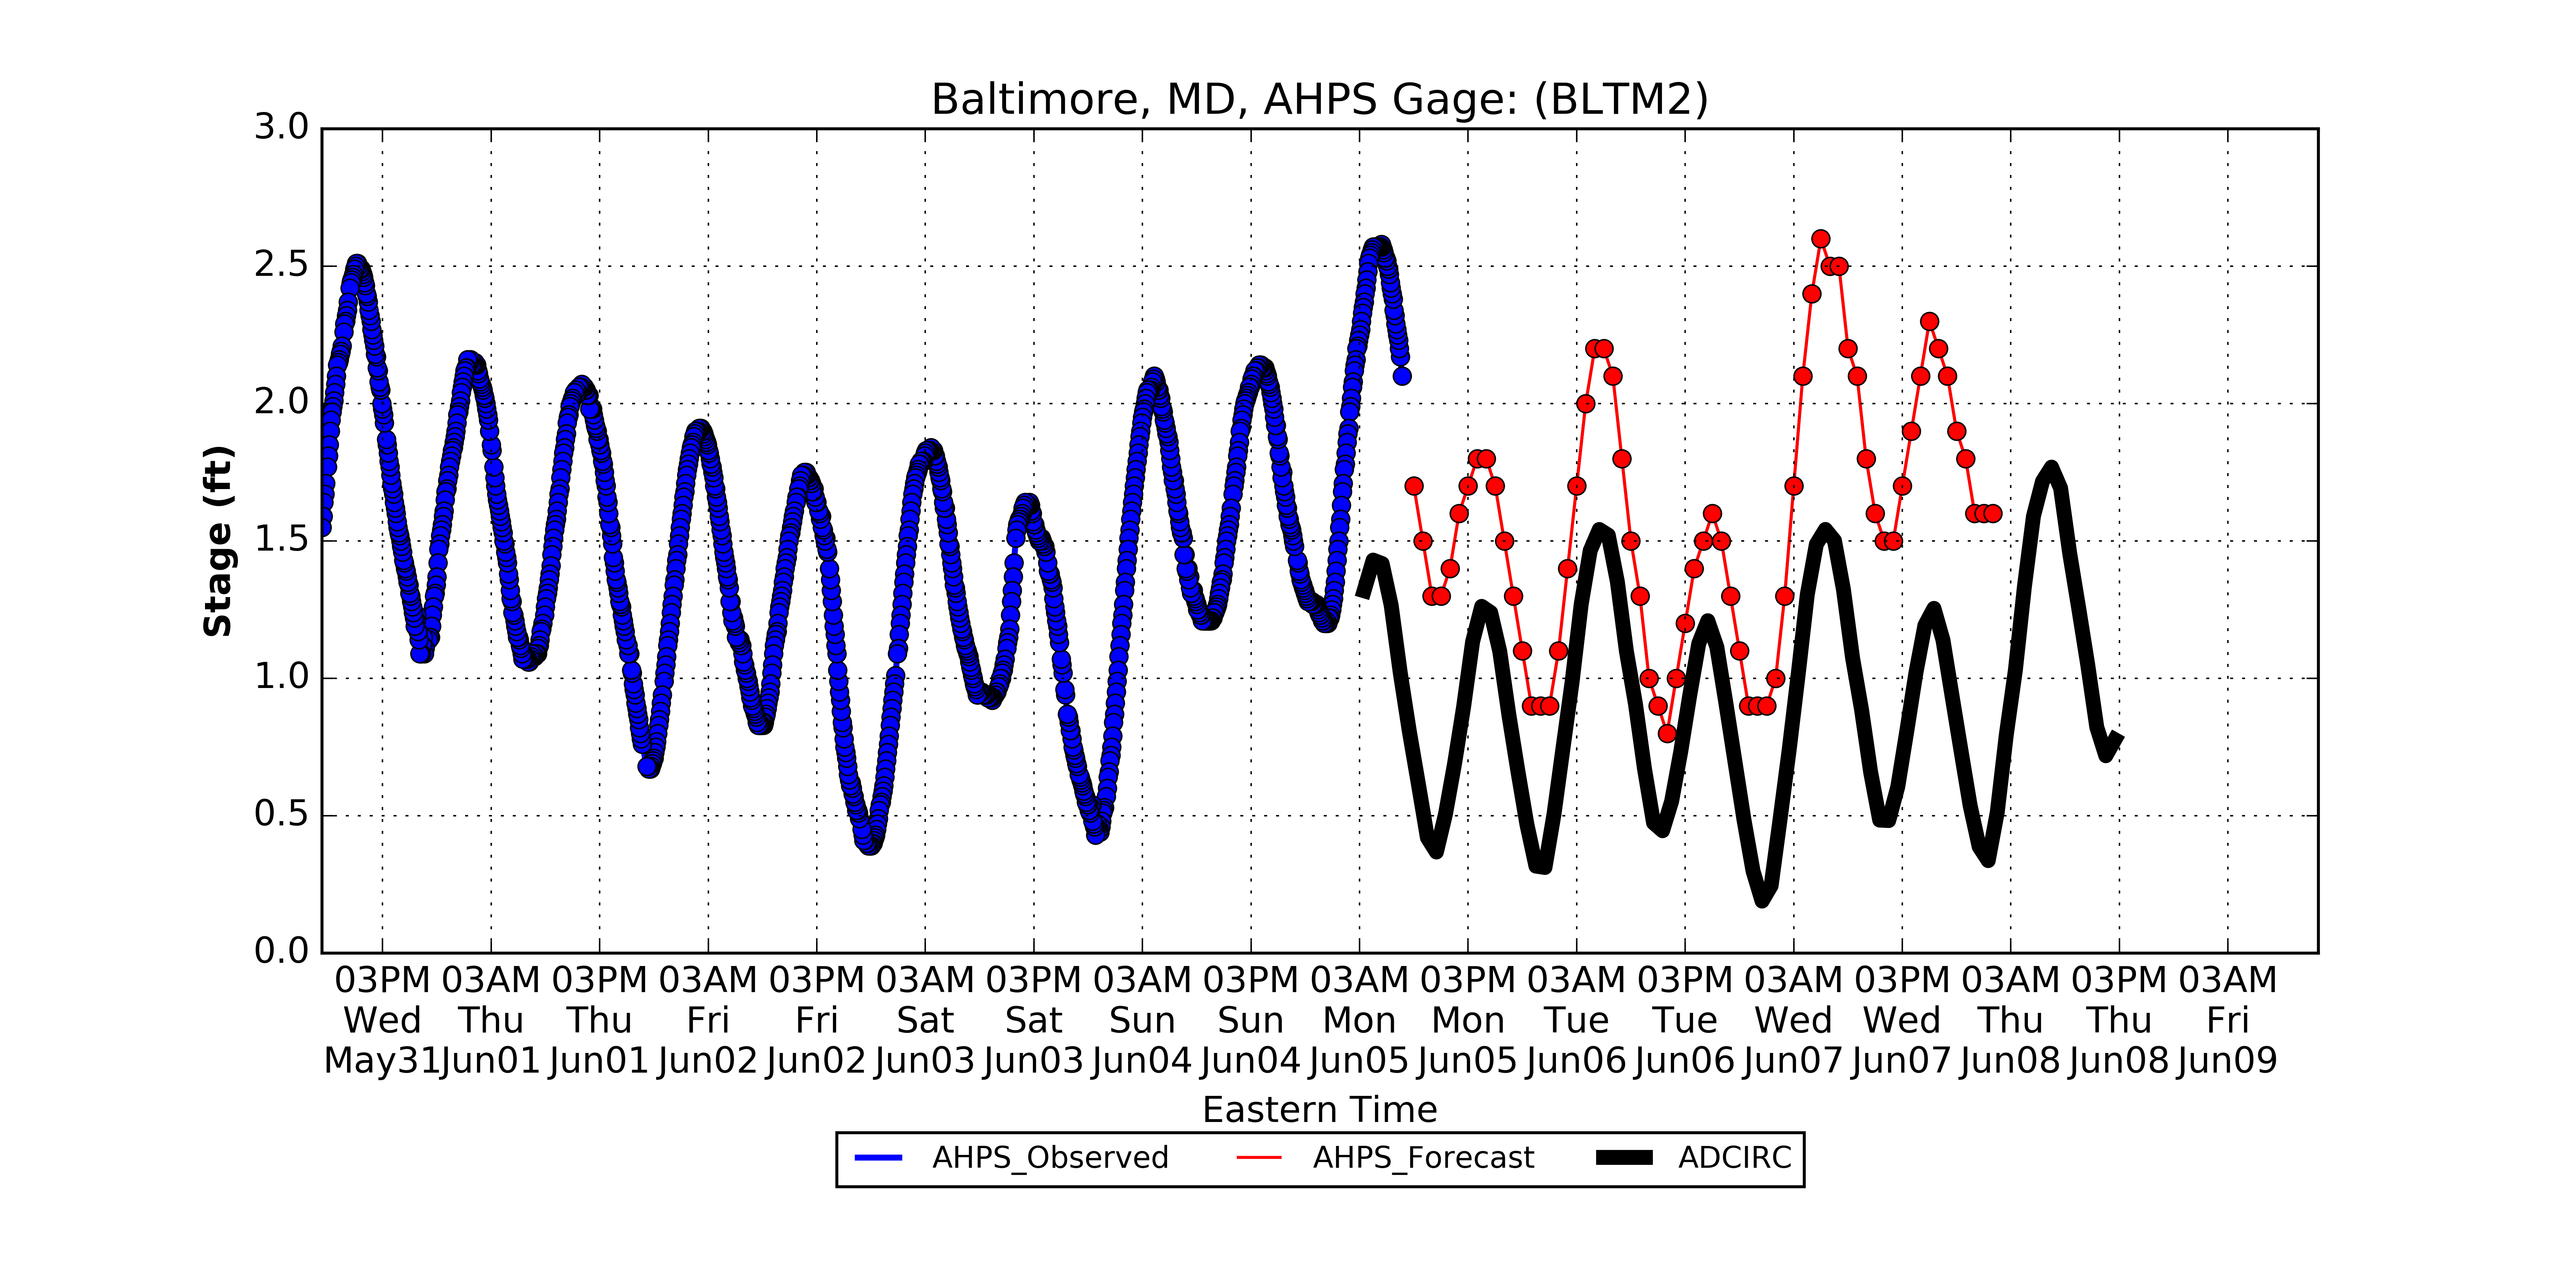 Baltimore, MD, AHPS Gage: (BLTM2)
3.0
2.5
2.0
1.5
1.0
0.5
0.0
Stage (ft)
03PM 03AM 03PM 03AM 03PM 03AM 03PM 03AM 03PM 03AM 03PM 03AM 03PM 03AM 03PM 03AM 03PM 03AM
Wed Thu Thu Fri Fri Sat Sat Sun Sun Mon Mon Tue Tue Wed Wed Thu Thu Fri
May31 Jun01 Jun01 Jun02 Jun02 Jun03 Jun03 Jun04 Jun04 Jun05 Jun05 Jun06 Jun06 Jun07 Jun07 Jun08 Jun08 Jun09
Eastern Time
AHPS_Observed AHPS_Forecast ADCIRC